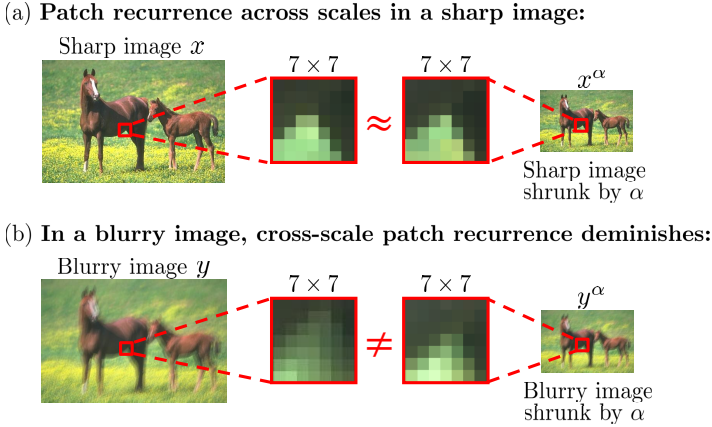 (a) Patch recurrence across scales in a sharp image:
Sharp image x
7 × 7
≈
7 × 7
x^α
Sharp image
shrunk by α
(b) In a blurry image, cross-scale patch recurrence deminishes:
Blurry image y
7 × 7
≠
7 × 7
y^α
Blurry image
shrunk by α